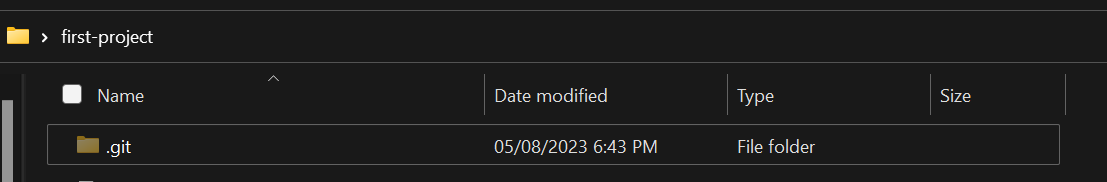 first-project
Name Date modified Type Size
.git 05/08/2023 6:43 PM File folder